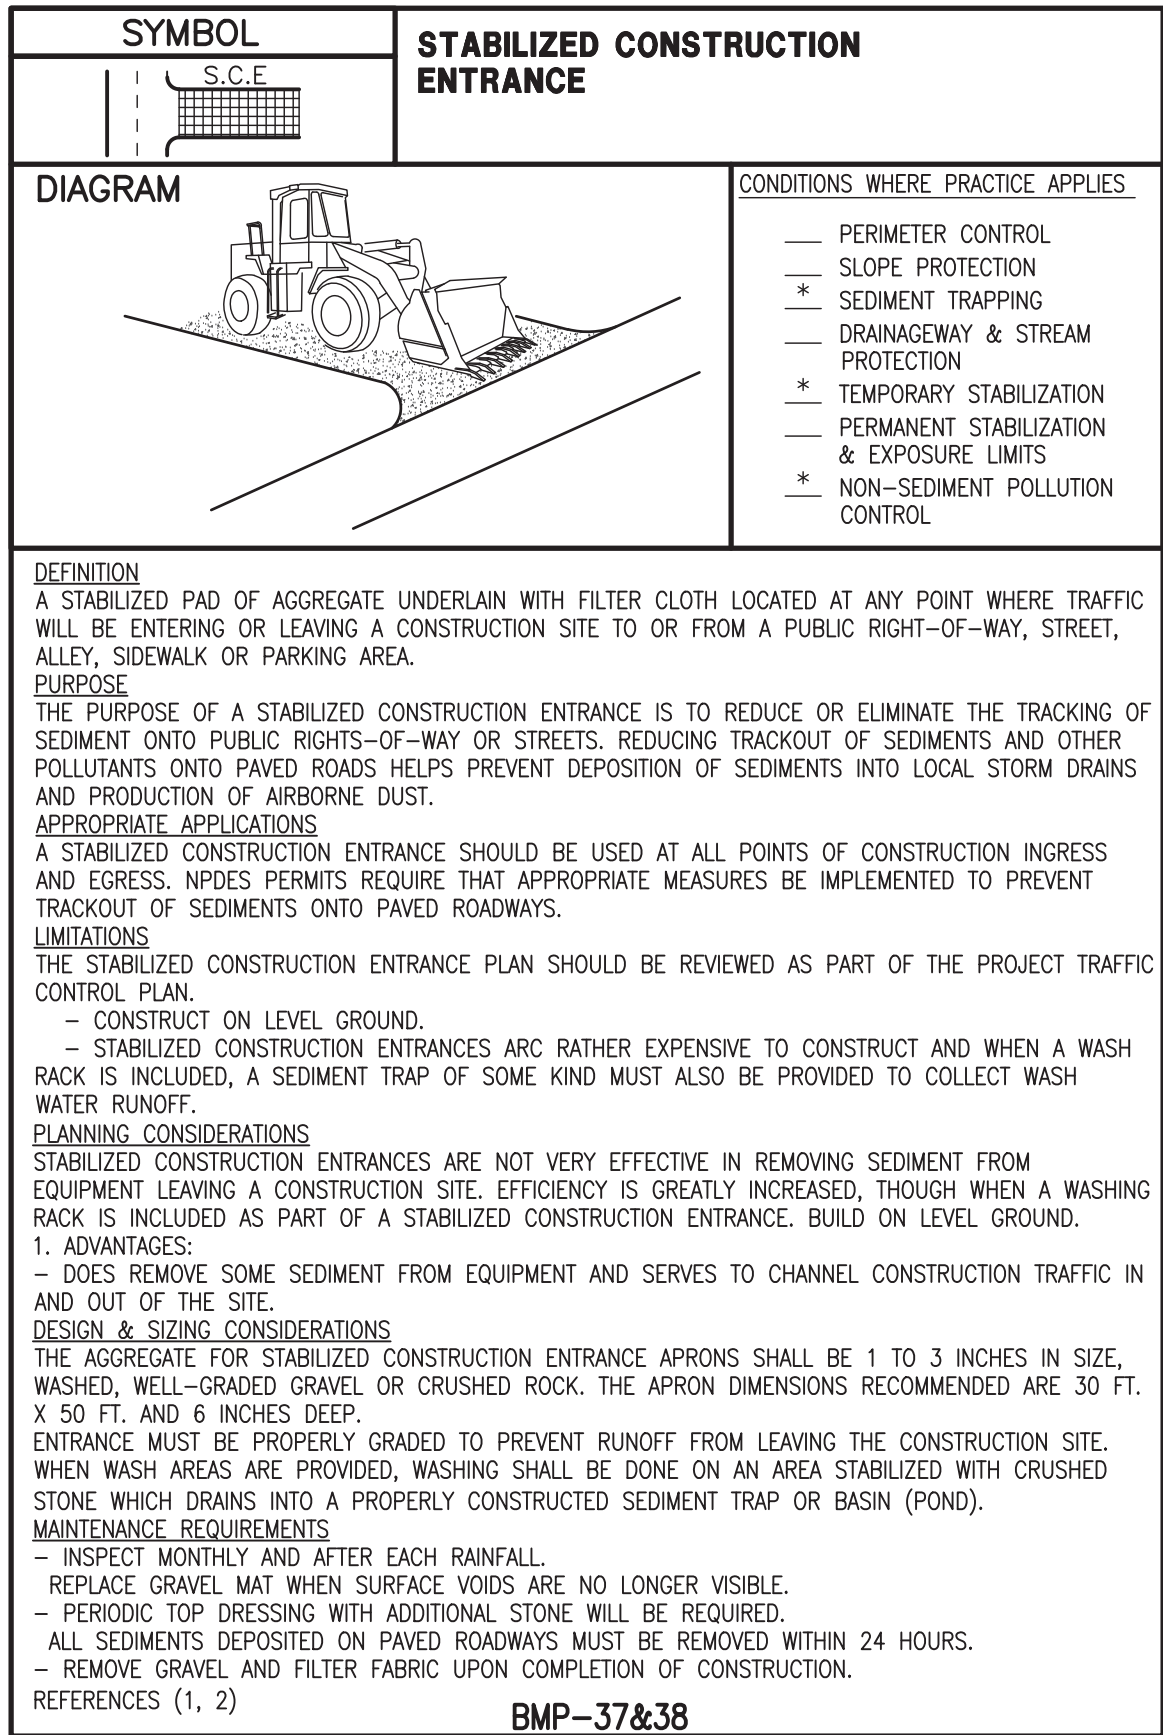 SYMBOL
S.C.E
STABILIZED CONSTRUCTION
ENTRANCE
DIAGRAM
CONDITIONS WHERE PRACTICE APPLIES
___ PERIMETER CONTROL
___ SLOPE PROTECTION
_*_ SEDIMENT TRAPPING
___ DRAINAGEWAY & STREAM
PROTECTION
_*_ TEMPORARY STABILIZATION
___ PERMANENT STABILIZATION
& EXPOSURE LIMITS
_*_ NON-SEDIMENT POLLUTION
CONTROL
DEFINITION
A STABILIZED PAD OF AGGREGATE UNDERLAIN WITH FILTER CLOTH LOCATED AT ANY POINT WHERE TRAFFIC
WILL BE ENTERING OR LEAVING A CONSTRUCTION SITE TO OR FROM A PUBLIC RIGHT-OF-WAY, STREET,
ALLEY, SIDEWALK OR PARKING AREA.
PURPOSE
THE PURPOSE OF A STABILIZED CONSTRUCTION ENTRANCE IS TO REDUCE OR ELIMINATE THE TRACKING OF
SEDIMENT ONTO PUBLIC RIGHTS-OF-WAY OR STREETS. REDUCING TRACKOUT OF SEDIMENTS AND OTHER
POLLUTANTS ONTO PAVED ROADS HELPS PREVENT DEPOSITION OF SEDIMENTS INTO LOCAL STORM DRAINS
AND PRODUCTION OF AIRBORNE DUST.
APPROPRIATE APPLICATIONS
A STABILIZED CONSTRUCTION ENTRANCE SHOULD BE USED AT ALL POINTS OF CONSTRUCTION INGRESS
AND EGRESS. NPDES PERMITS REQUIRE THAT APPROPRIATE MEASURES BE IMPLEMENTED TO PREVENT
TRACKOUT OF SEDIMENTS ONTO PAVED ROADWAYS.
LIMITATIONS
THE STABILIZED CONSTRUCTION ENTRANCE PLAN SHOULD BE REVIEWED AS PART OF THE PROJECT TRAFFIC
CONTROL PLAN.
- CONSTRUCT ON LEVEL GROUND.
- STABILIZED CONSTRUCTION ENTRANCES ARC RATHER EXPENSIVE TO CONSTRUCT AND WHEN A WASH
RACK IS INCLUDED, A SEDIMENT TRAP OF SOME KIND MUST ALSO BE PROVIDED TO COLLECT WASH
WATER RUNOFF.
PLANNING CONSIDERATIONS
STABILIZED CONSTRUCTION ENTRANCES ARE NOT VERY EFFECTIVE IN REMOVING SEDIMENT FROM
EQUIPMENT LEAVING A CONSTRUCTION SITE. EFFICIENCY IS GREATLY INCREASED, THOUGH WHEN A WASHING
RACK IS INCLUDED AS PART OF A STABILIZED CONSTRUCTION ENTRANCE. BUILD ON LEVEL GROUND.
1. ADVANTAGES:
- DOES REMOVE SOME SEDIMENT FROM EQUIPMENT AND SERVES TO CHANNEL CONSTRUCTION TRAFFIC IN
AND OUT OF THE SITE.
DESIGN & SIZING CONSIDERATIONS
THE AGGREGATE FOR STABILIZED CONSTRUCTION ENTRANCE APRONS SHALL BE 1 TO 3 INCHES IN SIZE,
WASHED, WELL-GRADED GRAVEL OR CRUSHED ROCK. THE APRON DIMENSIONS RECOMMENDED ARE 30 FT.
X 50 FT. AND 6 INCHES DEEP.
ENTRANCE MUST BE PROPERLY GRADED TO PREVENT RUNOFF FROM LEAVING THE CONSTRUCTION SITE.
WHEN WASH AREAS ARE PROVIDED, WASHING SHALL BE DONE ON AN AREA STABILIZED WITH CRUSHED
STONE WHICH DRAINS INTO A PROPERLY CONSTRUCTED SEDIMENT TRAP OR BASIN (POND).
MAINTENANCE REQUIREMENTS
- INSPECT MONTHLY AND AFTER EACH RAINFALL.
REPLACE GRAVEL MAT WHEN SURFACE VOIDS ARE NO LONGER VISIBLE.
- PERIODIC TOP DRESSING WITH ADDITIONAL STONE WILL BE REQUIRED.
ALL SEDIMENTS DEPOSITED ON PAVED ROADWAYS MUST BE REMOVED WITHIN 24 HOURS.
- REMOVE GRAVEL AND FILTER FABRIC UPON COMPLETION OF CONSTRUCTION.
REFERENCES (1, 2)
BMP-37&38